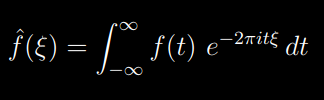 f̂(ξ) = ∫_{-∞}^{∞} f(t) e^{-2πitξ} dt